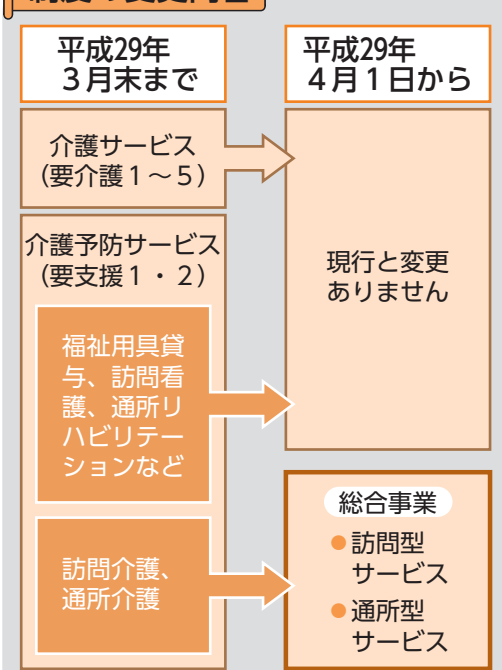 平成29年
3月末まで
平成29年
4月1日から
介護サービス
(要介護1〜5)
現行と変更
ありません
介護予防サービス
(要支援1・2)
福祉用具貸
与、訪問看
護、通所リ
ハビリテー
ションなど
訪問介護、
通所介護
総合事業
●訪問型
サービス
●通所型
サービス